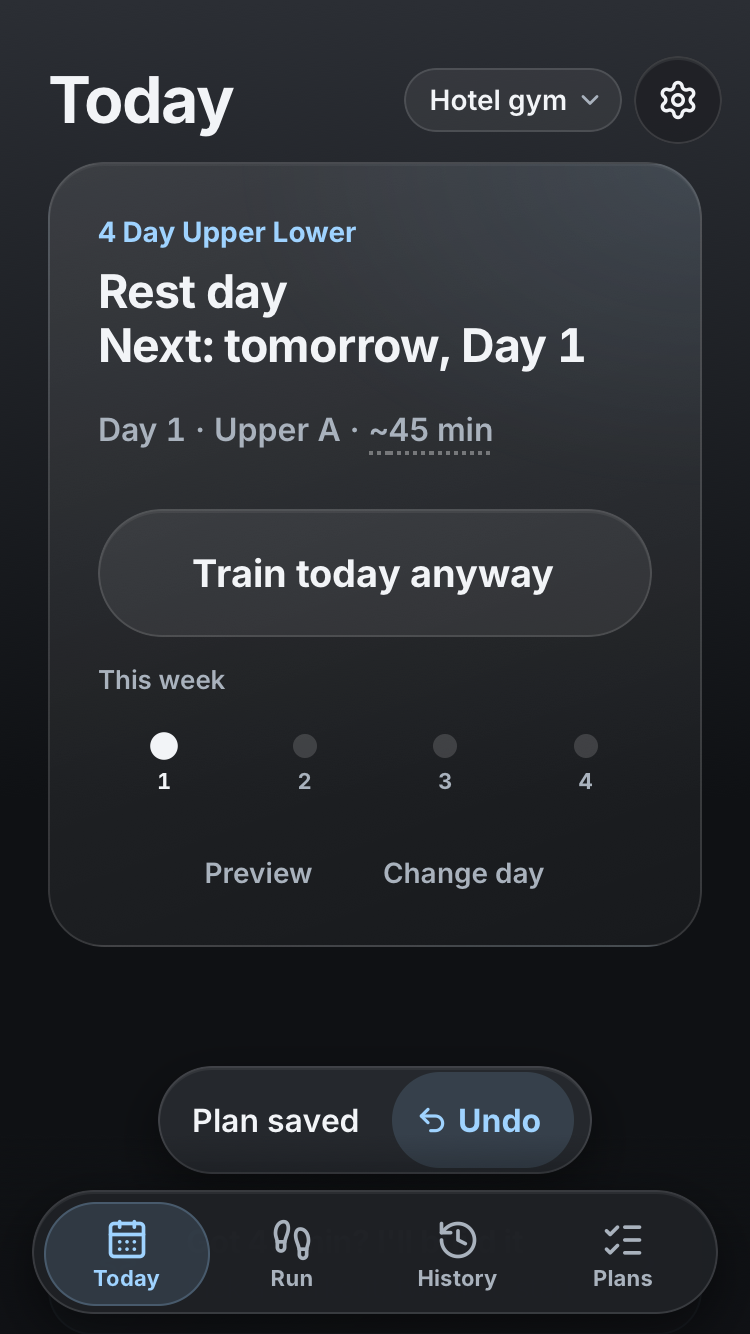 Today
Hotel gym
4 Day Upper Lower
Rest day
Next: tomorrow, Day 1
Day 1 · Upper A · ~45 min
Train today anyway
This week
1 2 3 4
Preview Change day
Plan saved Undo
Today Run History Plans